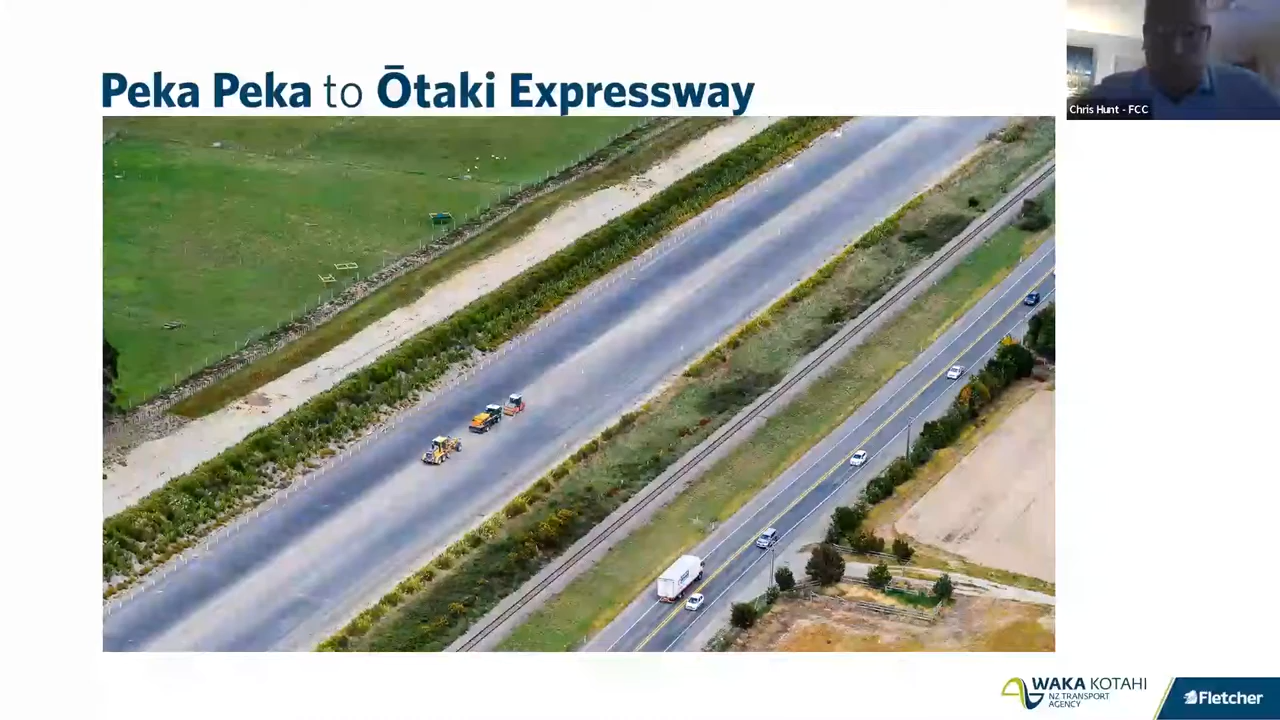 Peka Peka to Ōtaki Expressway
Chris Hunt - FCC
WAKA KOTAHI
NZ TRANSPORT
AGENCY
Fletcher